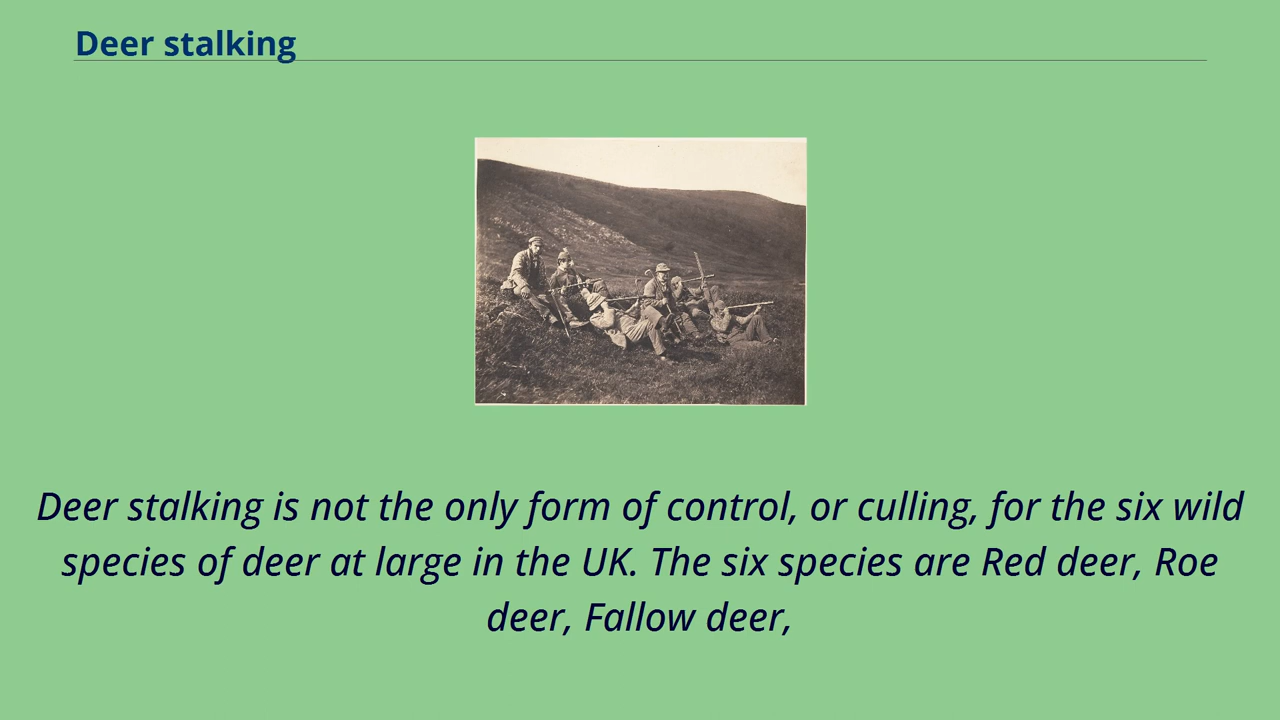 Deer stalking
Deer stalking is not the only form of control, or culling, for the six wild
species of deer at large in the UK. The six species are Red deer, Roe
deer, Fallow deer,